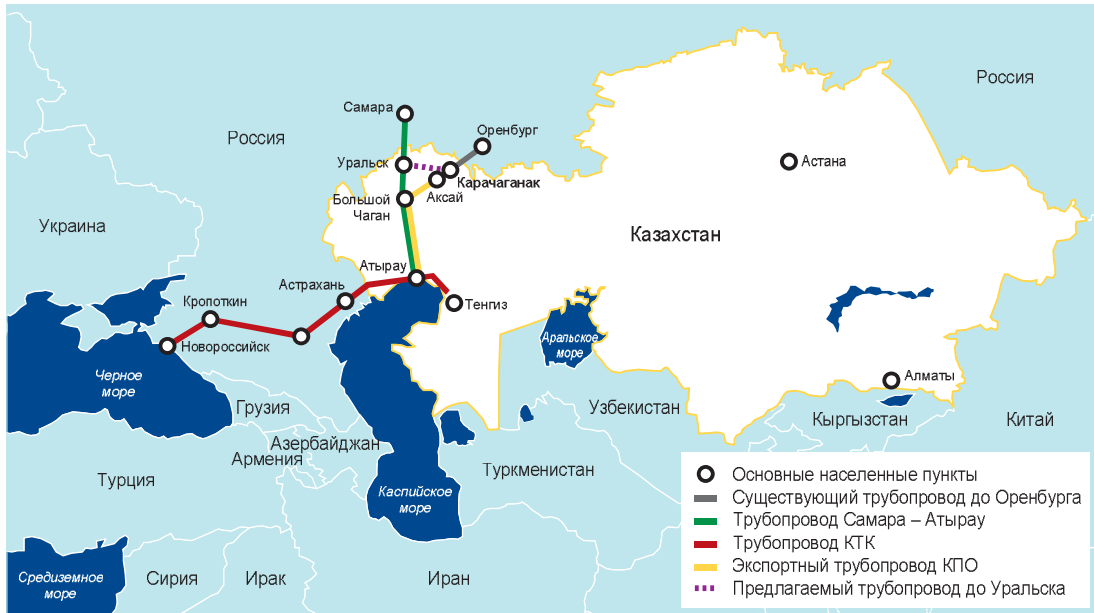 Россия
Самара
Россия
Оренбург
Уральск
Астана
Карачаганак
Аксай
Большой
Чаган
Украина
Казахстан
Атырау
Астрахань
Тенгиз
Кропоткин
Новороссийск
Аральское
море
Черное
море
Алматы
Грузия
Узбекистан
Кыргызстан
Китай
Азербайджан
Армения
Туркменистан
Турция
Каспийское
море
Средиземное
море
Сирия
Ирак
Иран
Основные населенные пункты
Существующий трубопровод до Оренбурга
Трубопровод Самара – Атырау
Трубопровод КТК
Экспортный трубопровод КПО
Предлагаемый трубопровод до Уральска